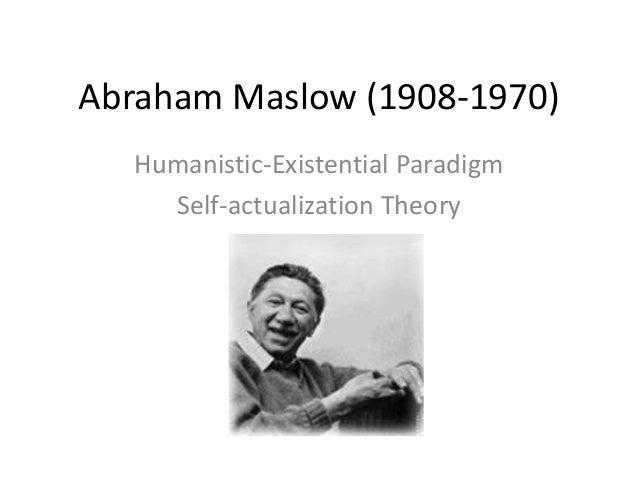 Abraham Maslow (1908-1970)
Humanistic-Existential Paradigm
Self-actualization Theory